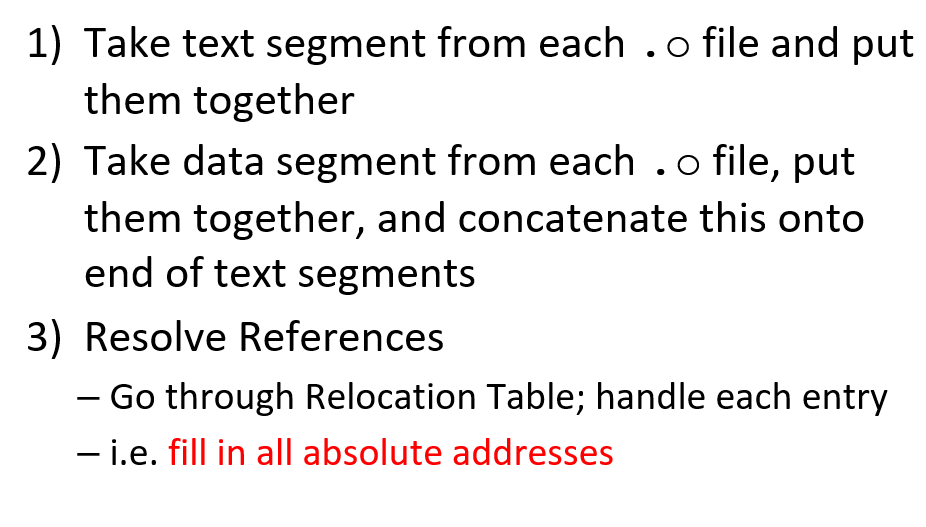 1) Take text segment from each .o file and put
them together
2) Take data segment from each .o file, put
them together, and concatenate this onto
end of text segments
3) Resolve References
– Go through Relocation Table; handle each entry
– i.e. fill in all absolute addresses